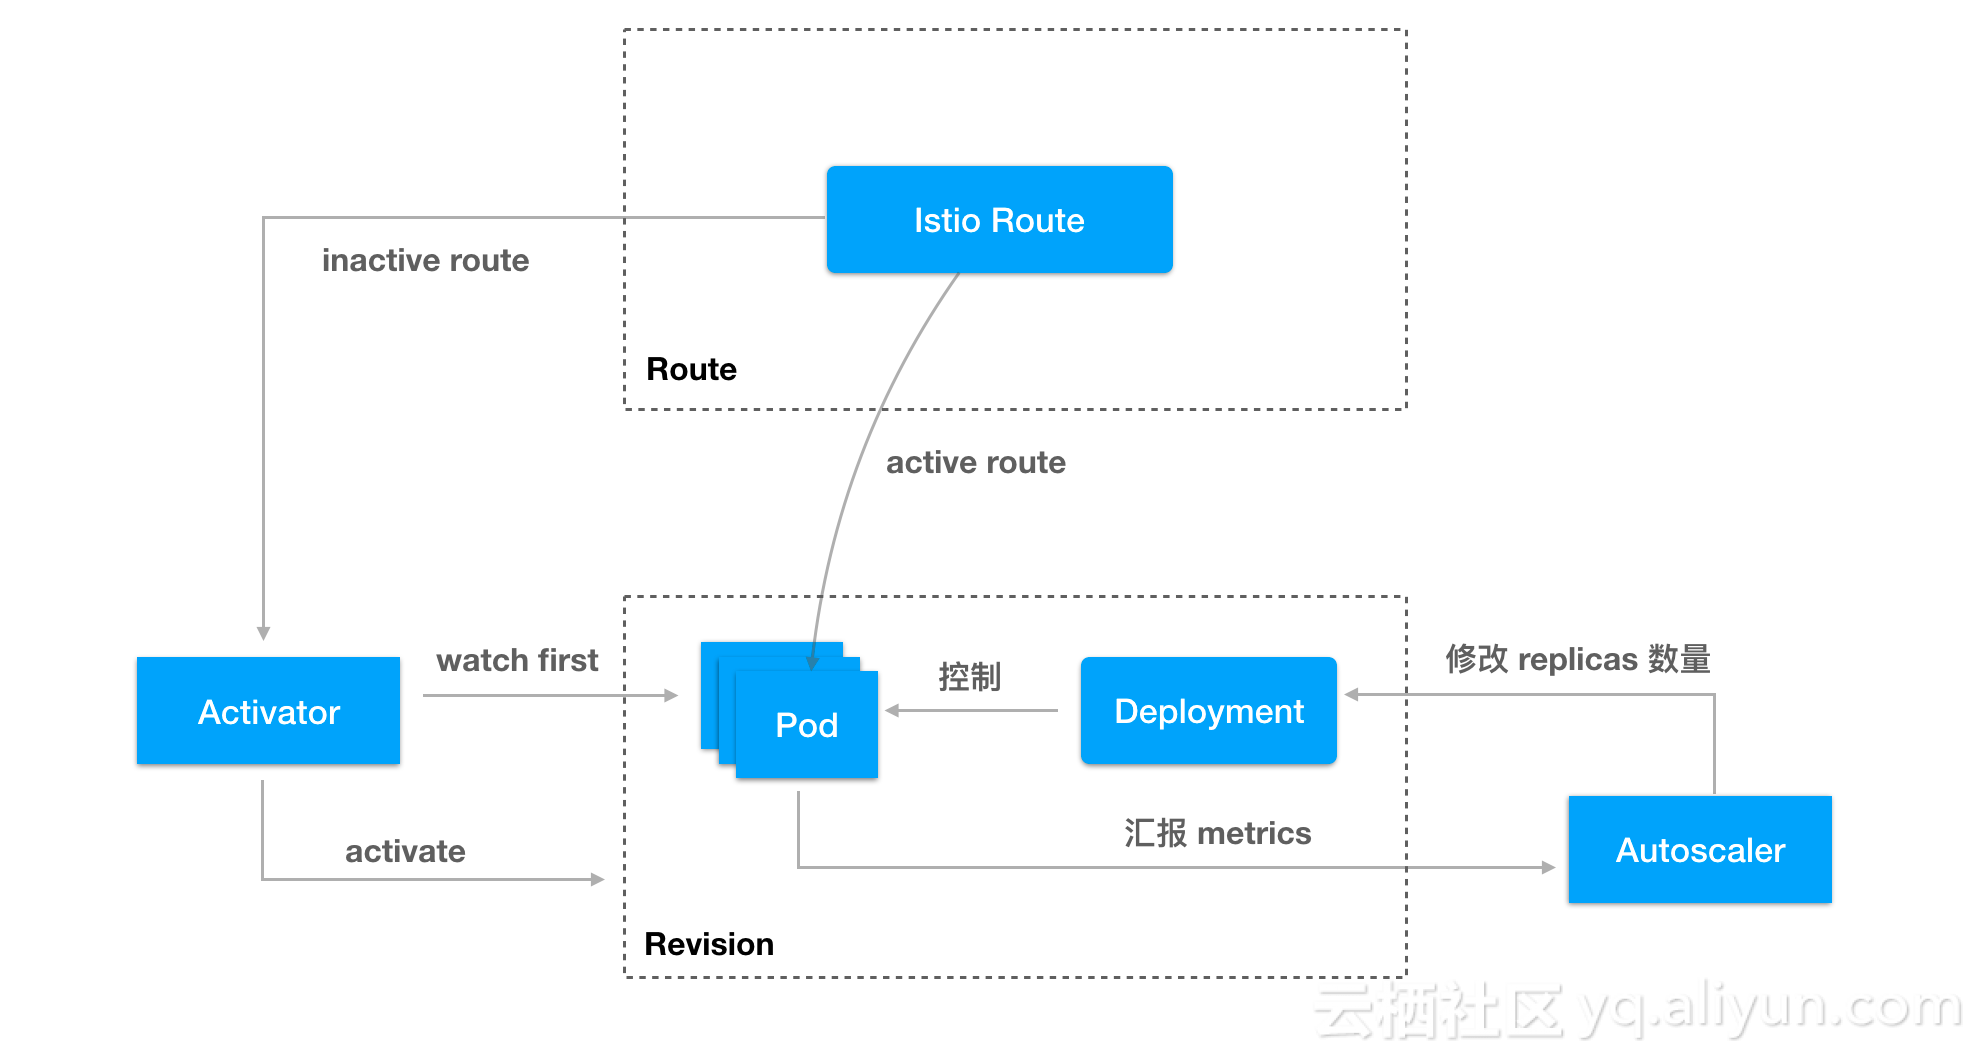 Istio Route
inactive route
Route
active route
watch first
控制
修改 replicas 数量
Activator
Pod
Deployment
activate
汇报 metrics
Autoscaler
Revision
云栖社区 yq.aliyun.com